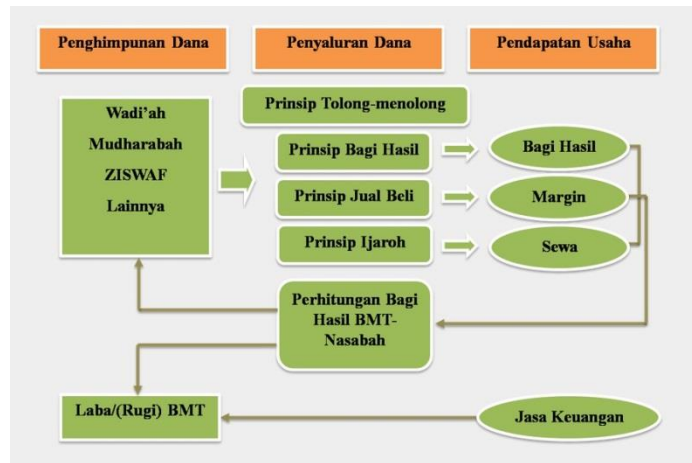 Penghimpunan Dana
Penyaluran Dana
Pendapatan Usaha
Wadi'ah
Mudharabah
ZISWAF
Lainnya
Prinsip Tolong-menolong
Prinsip Bagi Hasil
Bagi Hasil
Prinsip Jual Beli
Margin
Prinsip Ijaroh
Sewa
Perhitungan Bagi
Hasil BMT-
Nasabah
Laba/(Rugi) BMT
Jasa Keuangan